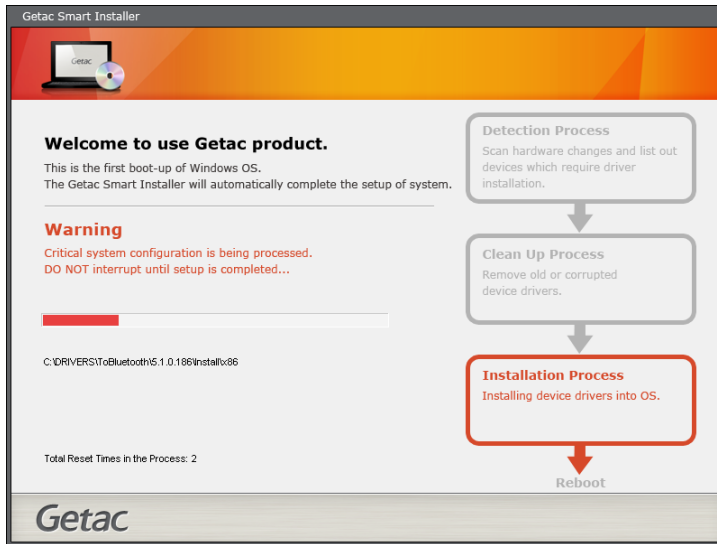 Getac Smart Installer
Getac
Welcome to use Getac product.
This is the first boot-up of Windows OS.
The Getac Smart Installer will automatically complete the setup of system.
Warning
Critical system configuration is being processed.
DO NOT interrupt until setup is completed...
C:\DRIVERS\ToBluetooth\5.1.0.186\Install\x86
Total Reset Times in the Process: 2
Detection Process
Scan hardware changes and list out
devices which require driver
installation.
Clean Up Process
Remove old or corrupted
device drivers.
Installation Process
Installing device drivers into OS.
Reboot
Getac